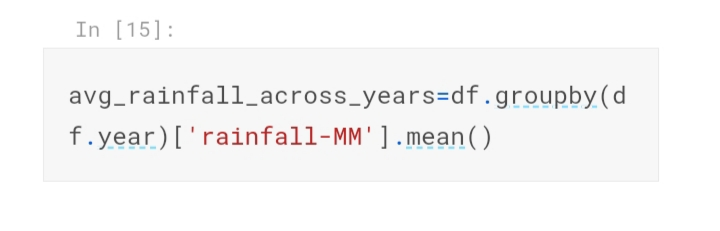 In [15]:
avg_rainfall_across_years=df.groupby(d
f.year)['rainfall-MM'].mean()